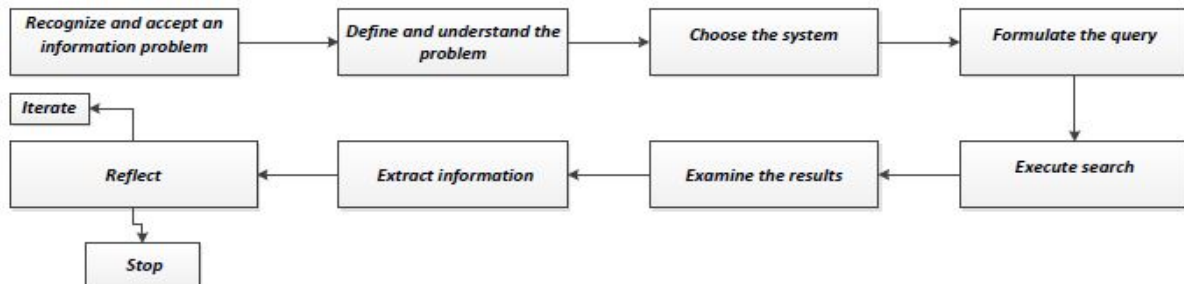 Recognize and accept an
information problem
Define and understand the
problem
Choose the system
Formulate the query
Iterate
Reflect
Extract information
Examine the results
Execute search
Stop